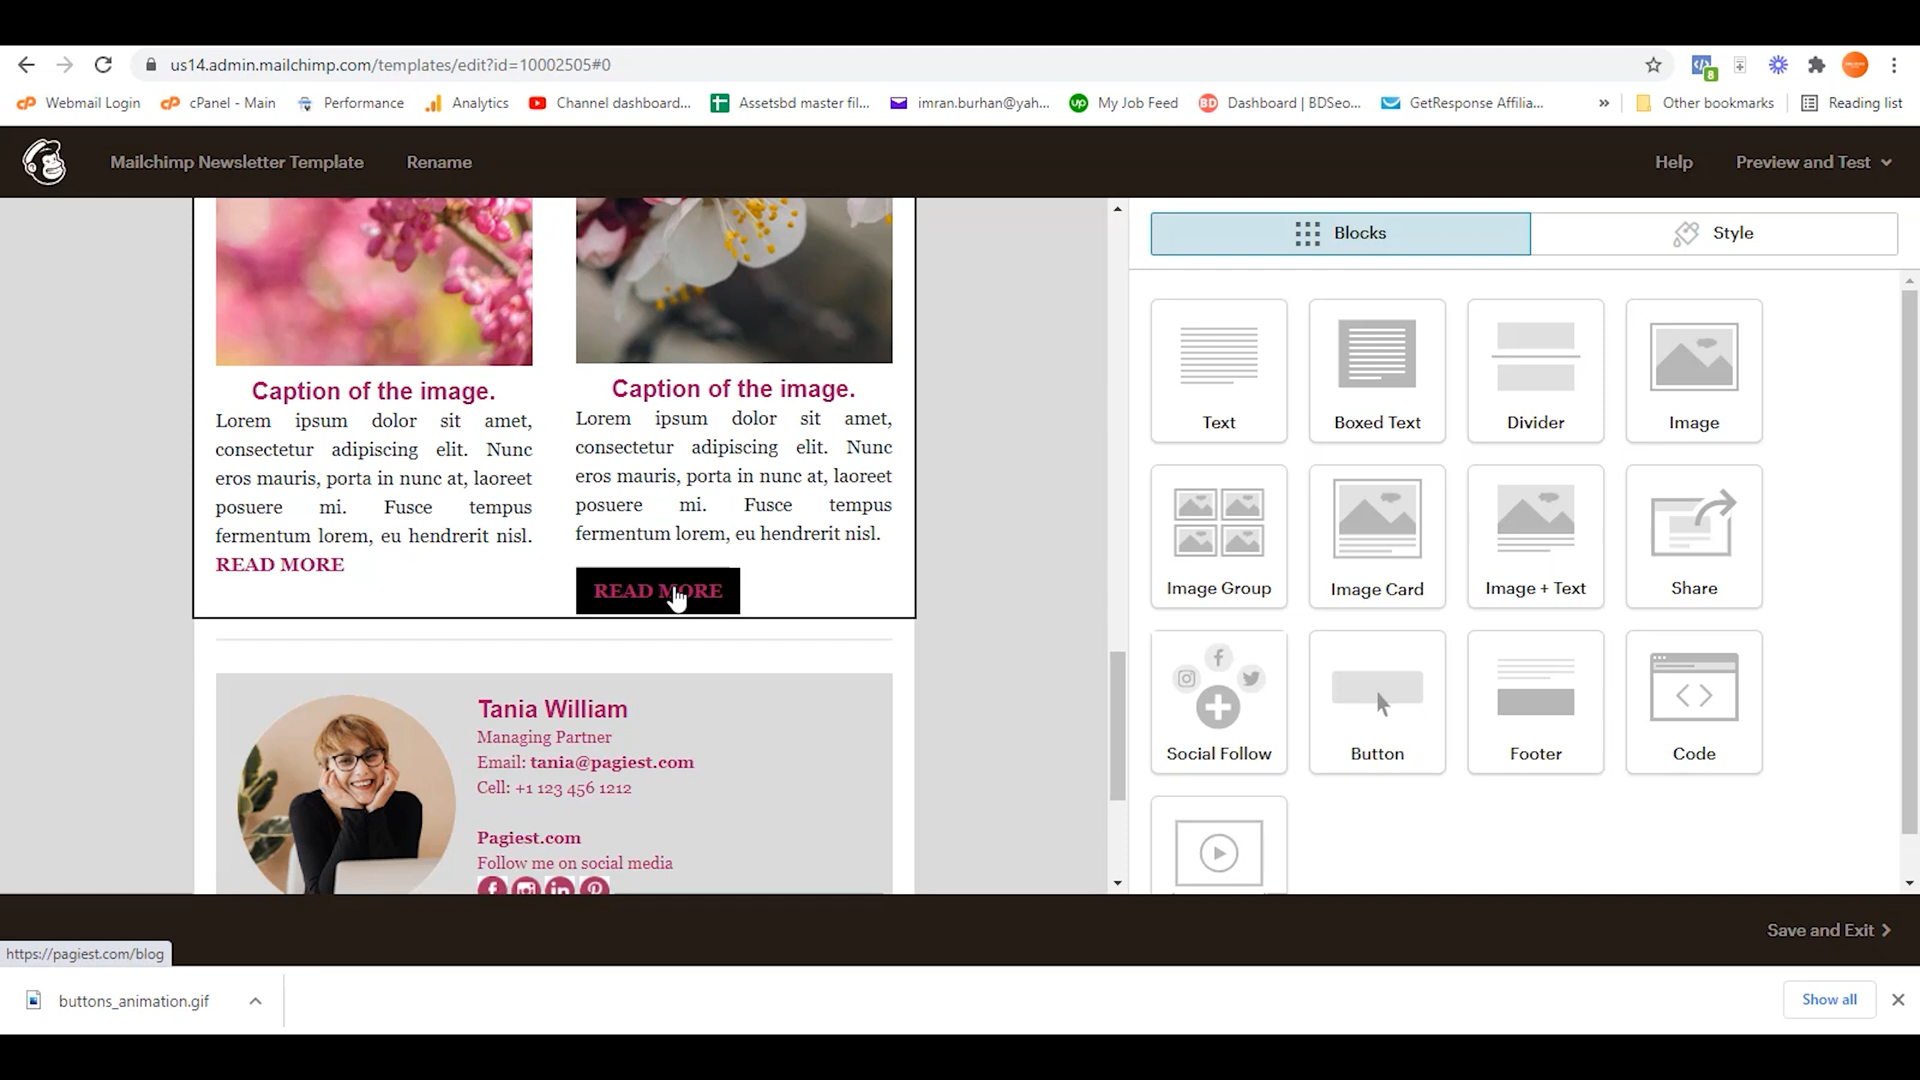 us14.admin.mailchimp.com/templates/edit?id=10002505#0
8
Webmail Login
cPanel - Main
Performance
Analytics
Channel dashboard...
Assetsbd master fil...
imran.burhan@yah...
up
My Job Feed
BD
Dashboard | BDSeo...
GetResponse Affilia...
»
Other bookmarks
Reading list
Mailchimp Newsletter Template
Rename
Help
Preview and Test
Blocks
Style
Caption of the image.
Lorem ipsum dolor sit amet,
consectetur adipiscing elit. Nunc
eros mauris, porta in nunc at, laoreet
posuere mi. Fusce tempus
fermentum lorem, eu hendrerit nisl.
READ MORE
Caption of the image.
Lorem ipsum dolor sit amet,
consectetur adipiscing elit. Nunc
eros mauris, porta in nunc at, laoreet
posuere mi. Fusce tempus
fermentum lorem, eu hendrerit nisl.
READ MORE
Tania William
Managing Partner
Email: tania@pagiest.com
Cell: +1 123 456 1212
Pagiest.com
Follow me on social media
Text
Boxed Text
Divider
Image
Image Group
Image Card
Image + Text
Share
Social Follow
Button
Footer
Code
Save and Exit
https://pagiest.com/blog
buttons_animation.gif
Show all